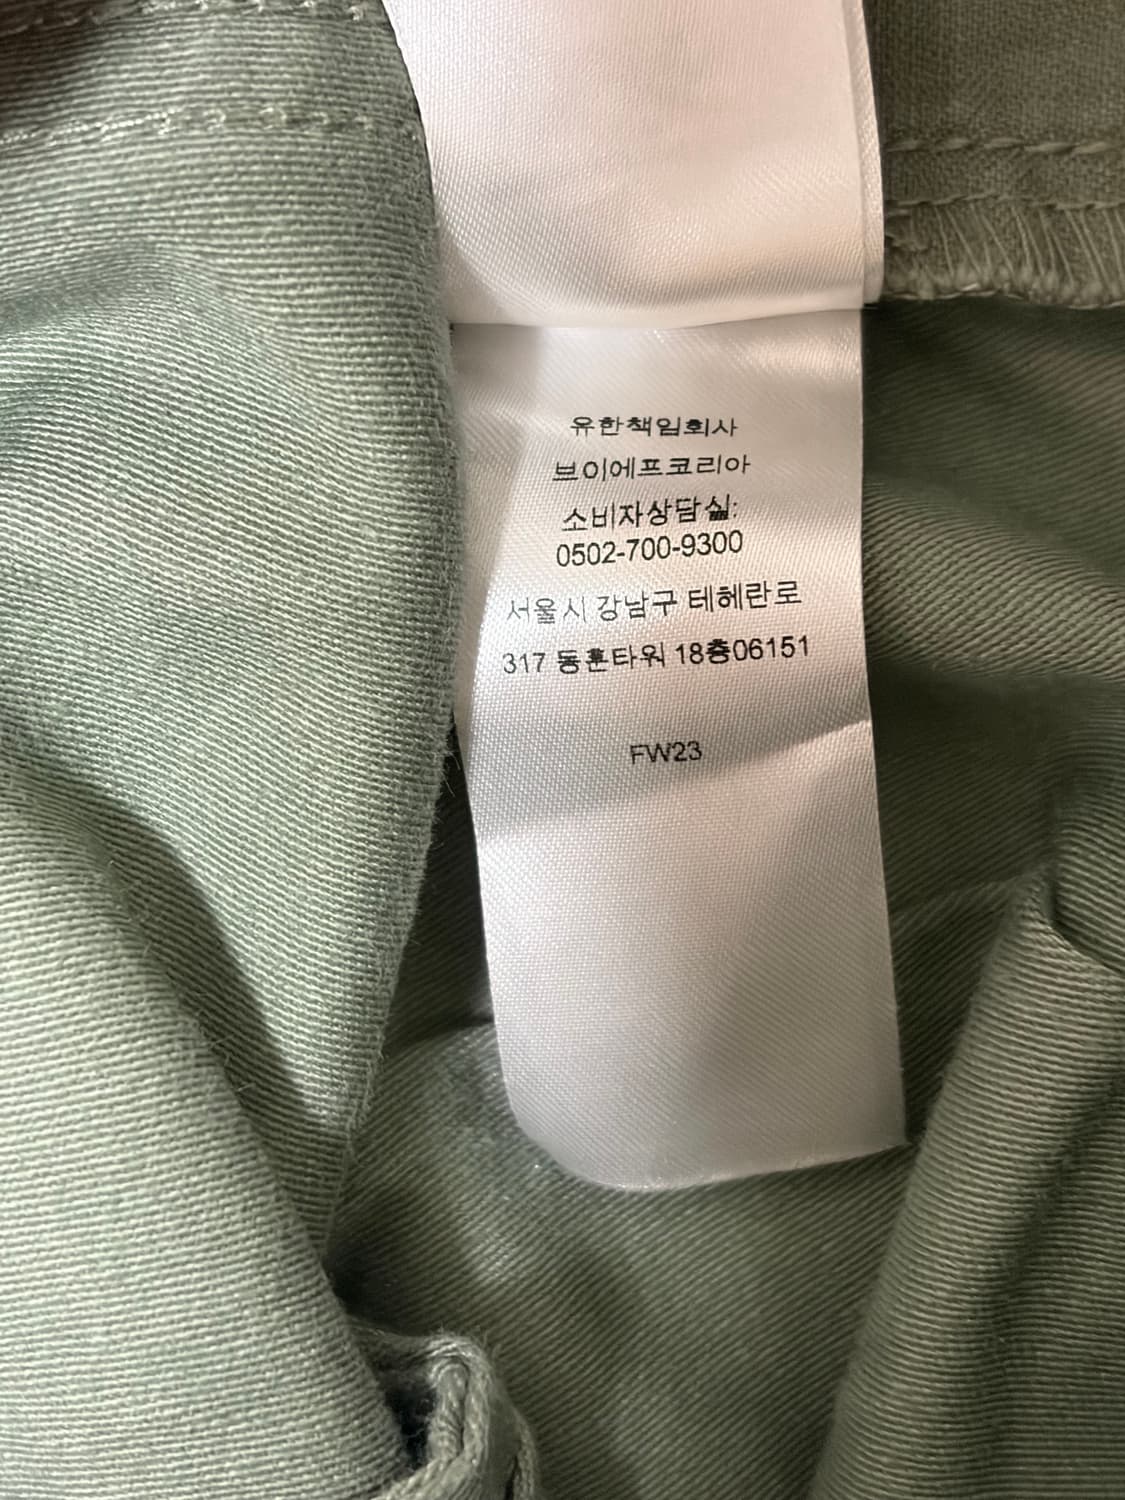 유한책임회사
브이에프코리아
소비자상담실:
0502-700-9300
서울시 강남구 테헤란로
317 동훈타워 18층06151
FW23